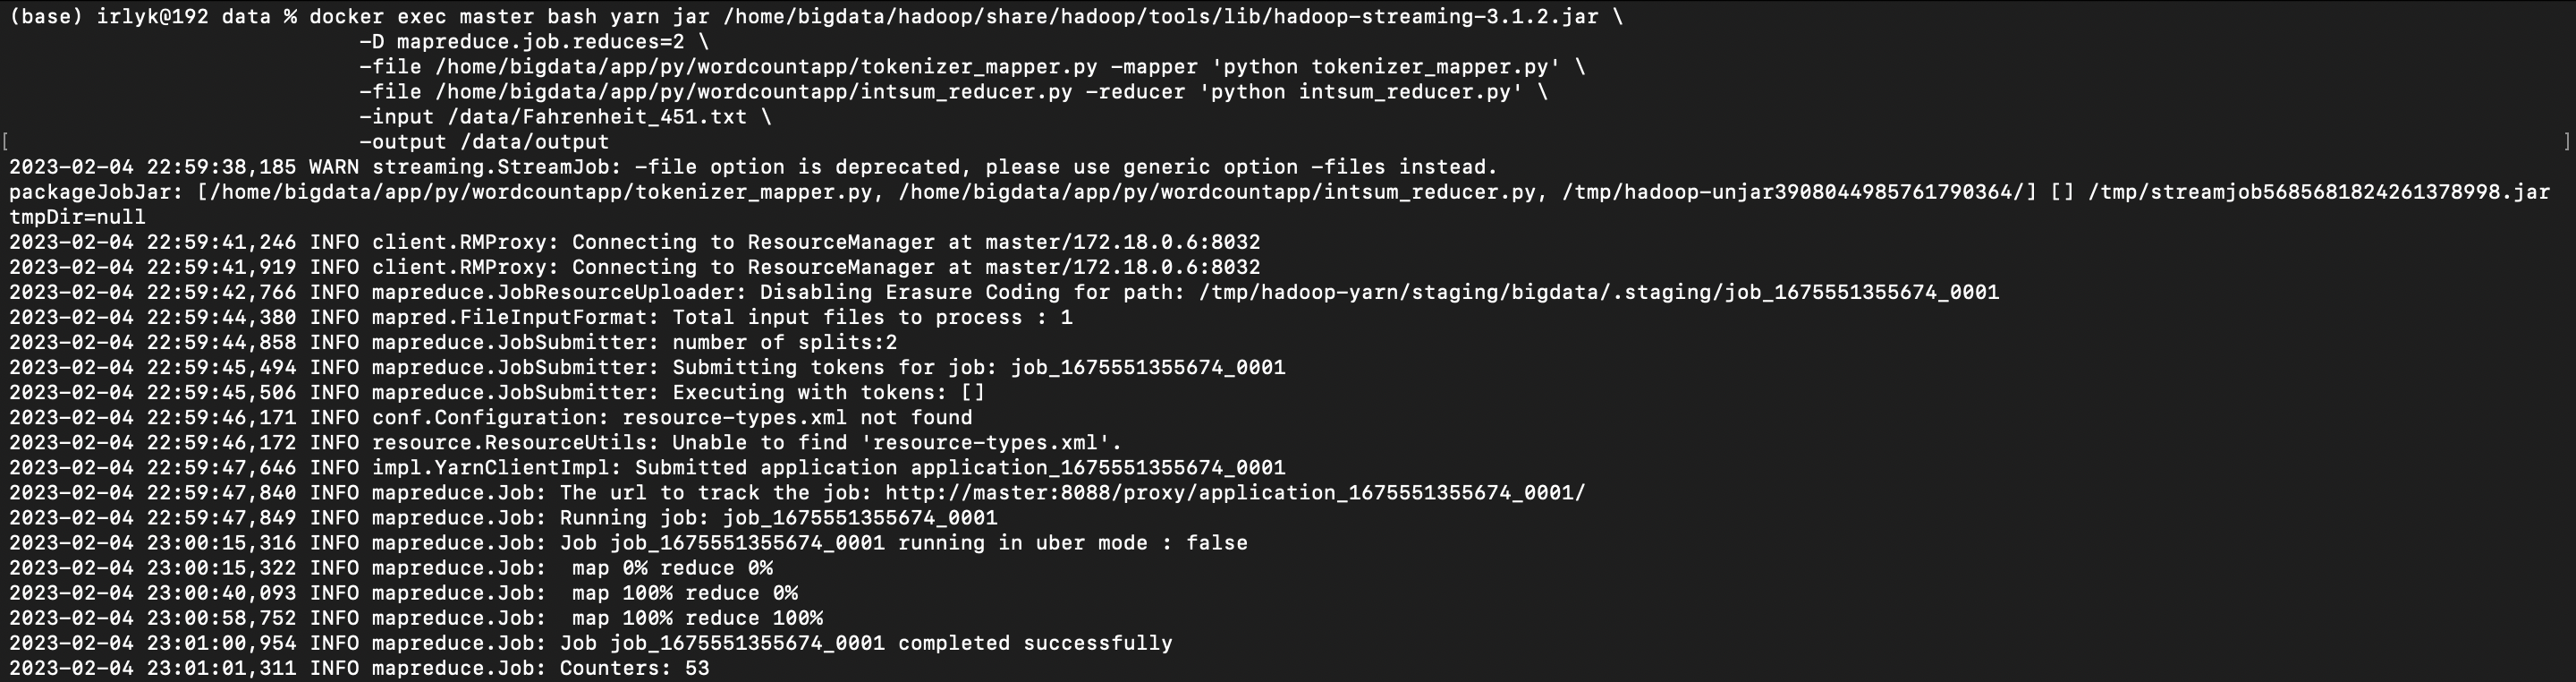 (base) irlyk@192 data % docker exec master bash yarn jar /home/bigdata/hadoop/share/hadoop/tools/lib/hadoop-streaming-3.1.2.jar \
-D mapreduce.job.reduces=2 \
-file /home/bigdata/app/py/wordcountapp/tokenizer_mapper.py -mapper 'python tokenizer_mapper.py' \
-file /home/bigdata/app/py/wordcountapp/intsum_reducer.py -reducer 'python intsum_reducer.py' \
-input /data/Fahrenheit_451.txt \
[ -output /data/output ]
2023-02-04 22:59:38,185 WARN streaming.StreamJob: -file option is deprecated, please use generic option -files instead.
packageJobJar: [/home/bigdata/app/py/wordcountapp/tokenizer_mapper.py, /home/bigdata/app/py/wordcountapp/intsum_reducer.py, /tmp/hadoop-unjar3908044985761790364/] [] /tmp/streamjob5685681824261378998.jar
tmpDir=null
2023-02-04 22:59:41,246 INFO client.RMProxy: Connecting to ResourceManager at master/172.18.0.6:8032
2023-02-04 22:59:41,919 INFO client.RMProxy: Connecting to ResourceManager at master/172.18.0.6:8032
2023-02-04 22:59:42,766 INFO mapreduce.JobResourceUploader: Disabling Erasure Coding for path: /tmp/hadoop-yarn/staging/bigdata/.staging/job_1675551355674_0001
2023-02-04 22:59:44,380 INFO mapred.FileInputFormat: Total input files to process : 1
2023-02-04 22:59:44,858 INFO mapreduce.JobSubmitter: number of splits:2
2023-02-04 22:59:45,494 INFO mapreduce.JobSubmitter: Submitting tokens for job: job_1675551355674_0001
2023-02-04 22:59:45,506 INFO mapreduce.JobSubmitter: Executing with tokens: []
2023-02-04 22:59:46,171 INFO conf.Configuration: resource-types.xml not found
2023-02-04 22:59:46,172 INFO resource.ResourceUtils: Unable to find 'resource-types.xml'.
2023-02-04 22:59:47,646 INFO impl.YarnClientImpl: Submitted application application_1675551355674_0001
2023-02-04 22:59:47,840 INFO mapreduce.Job: The url to track the job: http://master:8088/proxy/application_1675551355674_0001/
2023-02-04 22:59:47,849 INFO mapreduce.Job: Running job: job_1675551355674_0001
2023-02-04 23:00:15,316 INFO mapreduce.Job: Job job_1675551355674_0001 running in uber mode : false
2023-02-04 23:00:15,322 INFO mapreduce.Job:  map 0% reduce 0%
2023-02-04 23:00:40,093 INFO mapreduce.Job:  map 100% reduce 0%
2023-02-04 23:00:58,752 INFO mapreduce.Job:  map 100% reduce 100%
2023-02-04 23:01:00,954 INFO mapreduce.Job: Job job_1675551355674_0001 completed successfully
2023-02-04 23:01:01,311 INFO mapreduce.Job: Counters: 53